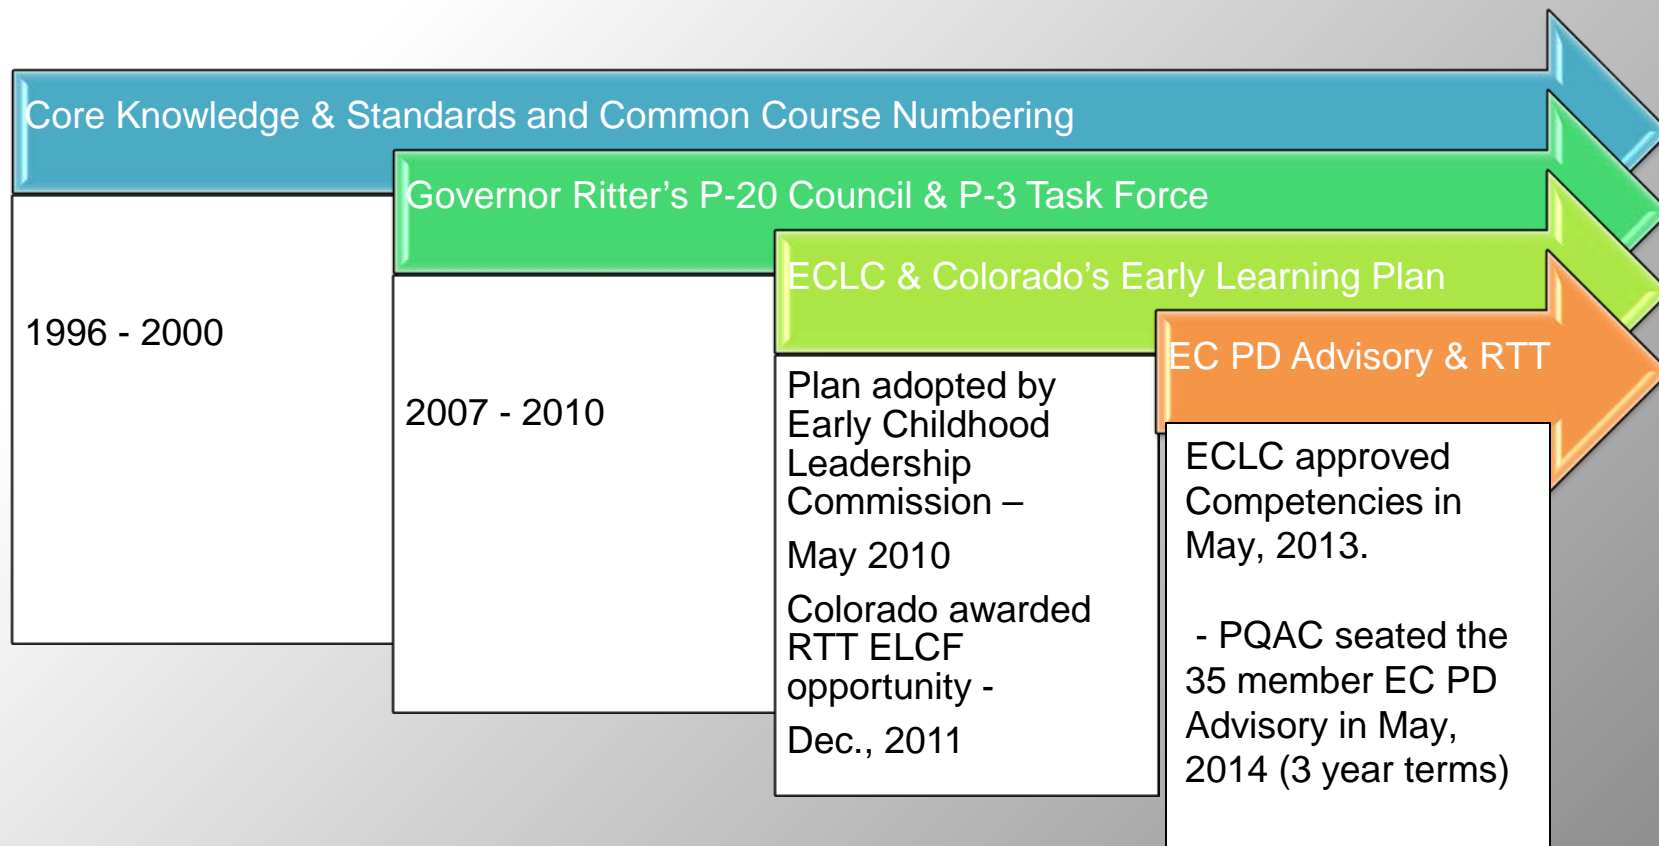 Core Knowledge & Standards and Common Course Numbering
1996 - 2000
Governor Ritter’s P-20 Council & P-3 Task Force
2007 - 2010
ECLC & Colorado’s Early Learning Plan
Plan adopted by
Early Childhood
Leadership
Commission –
May 2010
Colorado awarded
RTT ELCF
opportunity -
Dec., 2011
EC PD Advisory & RTT
ECLC approved
Competencies in
May, 2013.
- PQAC seated the
35 member EC PD
Advisory in May,
2014 (3 year terms)